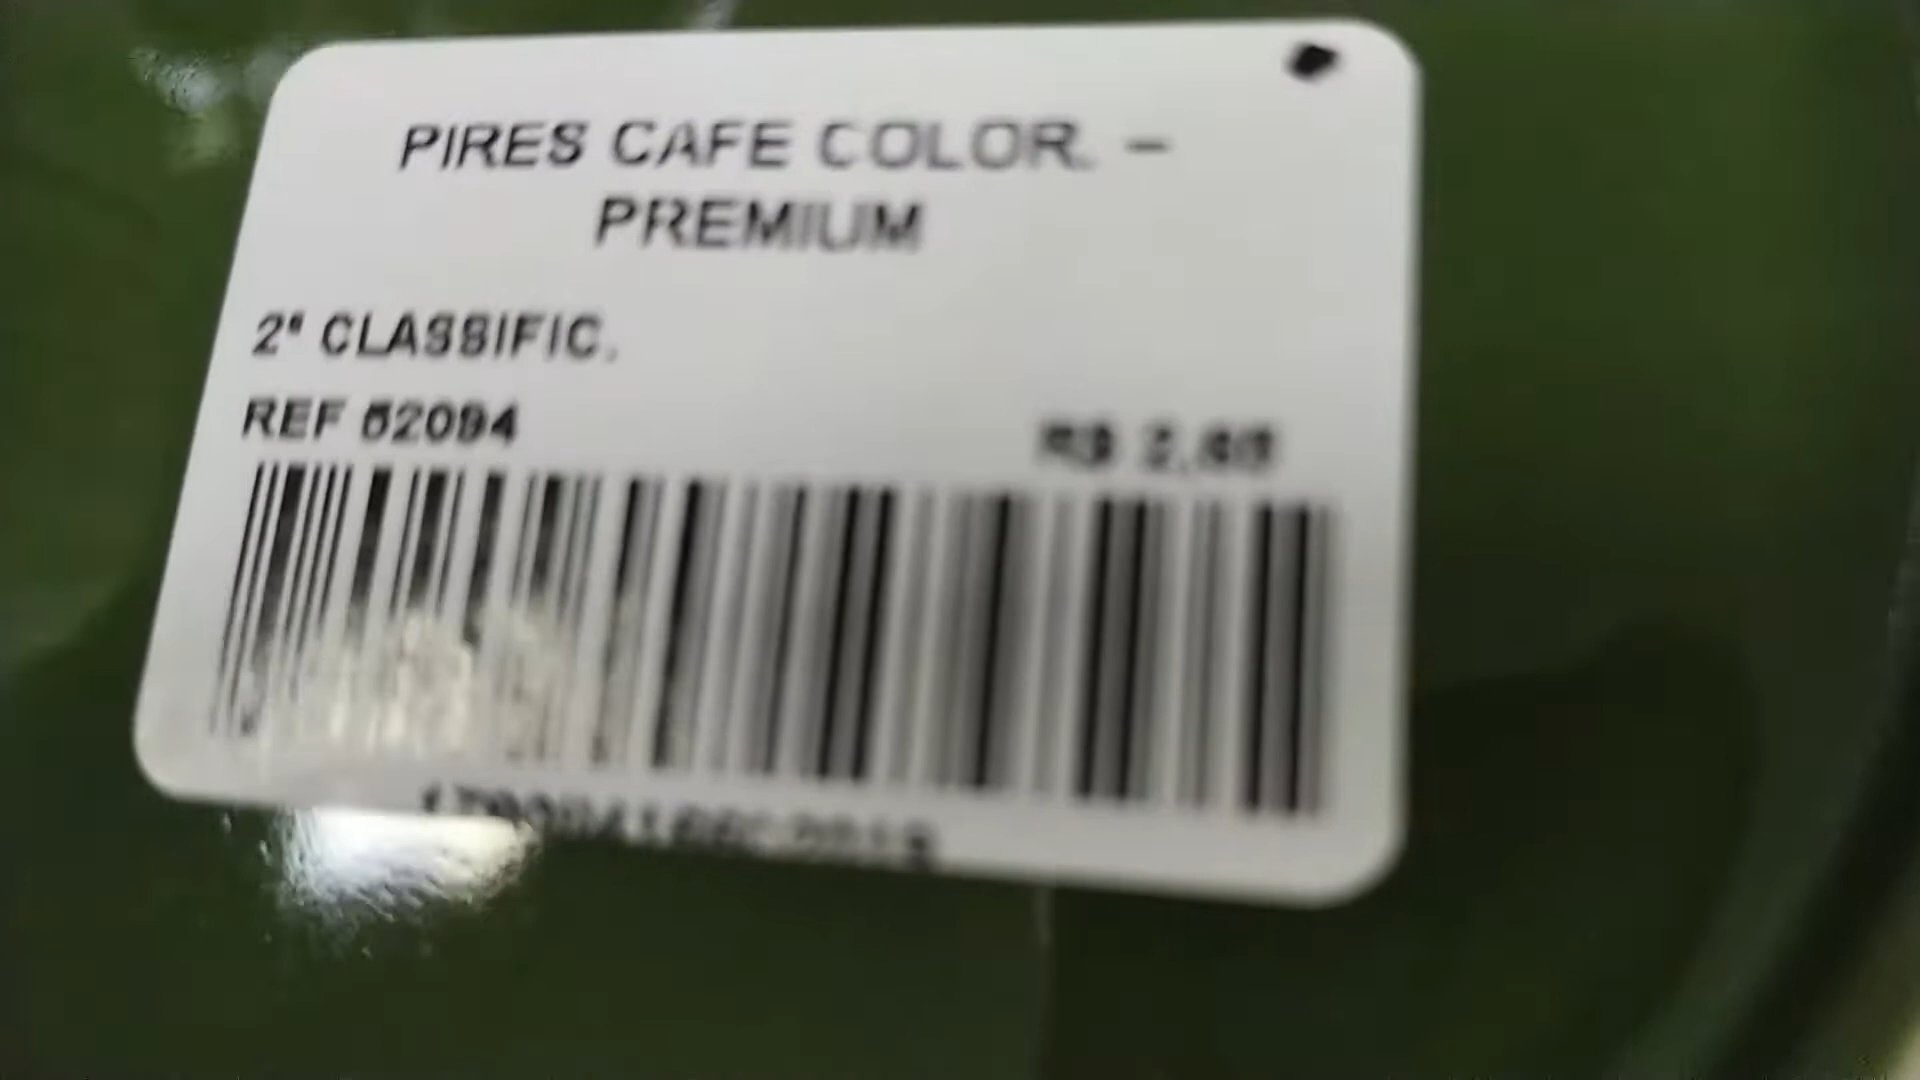 PIRES CAFE COLOR. –
PREMIUM
2ª CLASSIFIC.
REF 52094
R$